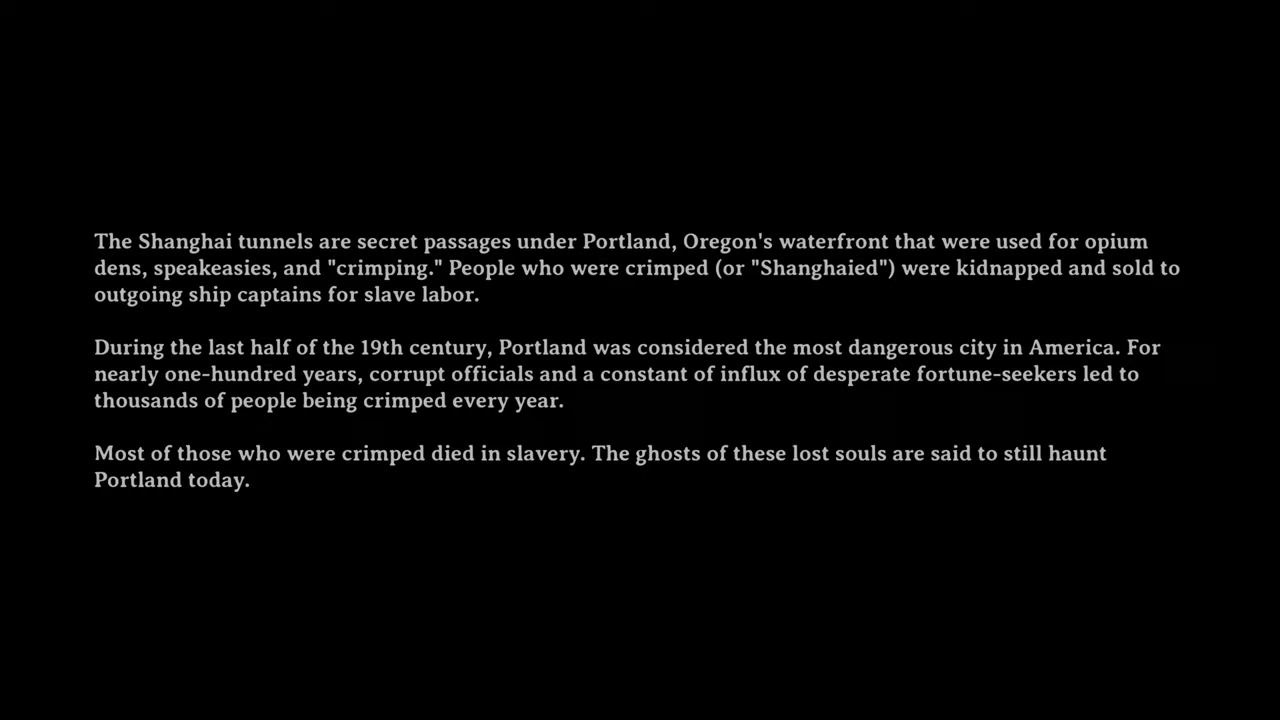 The Shanghai tunnels are secret passages under Portland, Oregon's waterfront that were used for opium
dens, speakeasies, and "crimping." People who were crimped (or "Shanghaied") were kidnapped and sold to
outgoing ship captains for slave labor.
During the last half of the 19th century, Portland was considered the most dangerous city in America. For
nearly one-hundred years, corrupt officials and a constant of influx of desperate fortune-seekers led to
thousands of people being crimped every year.
Most of those who were crimped died in slavery. The ghosts of these lost souls are said to still haunt
Portland today.